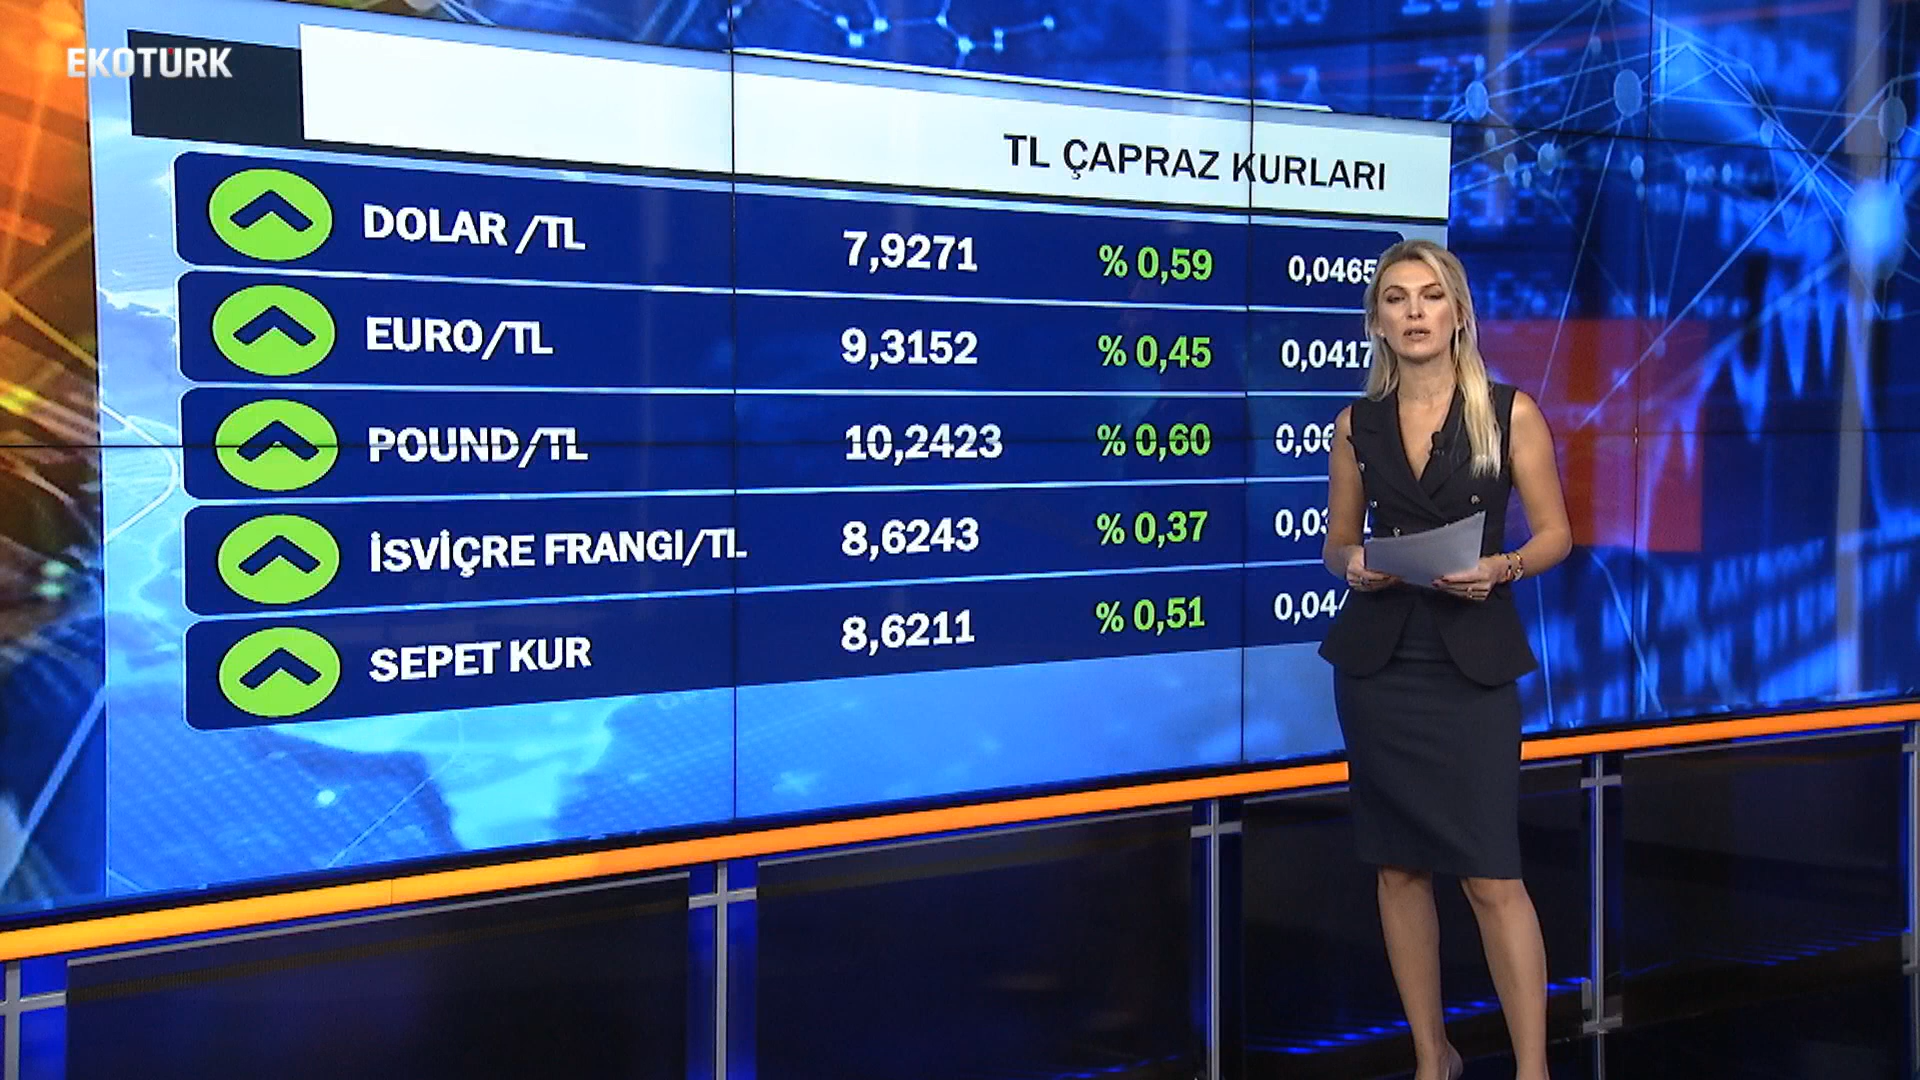 EKOTÜRK
TL ÇAPRAZ KURLARI
DOLAR /TL 7,9271 % 0,59 0,0465
EURO/TL 9,3152 % 0,45 0,0417
POUND/TL 10,2423 % 0,60
İSVİÇRE FRANGI/TL 8,6243 % 0,37
SEPET KUR 8,6211 % 0,51